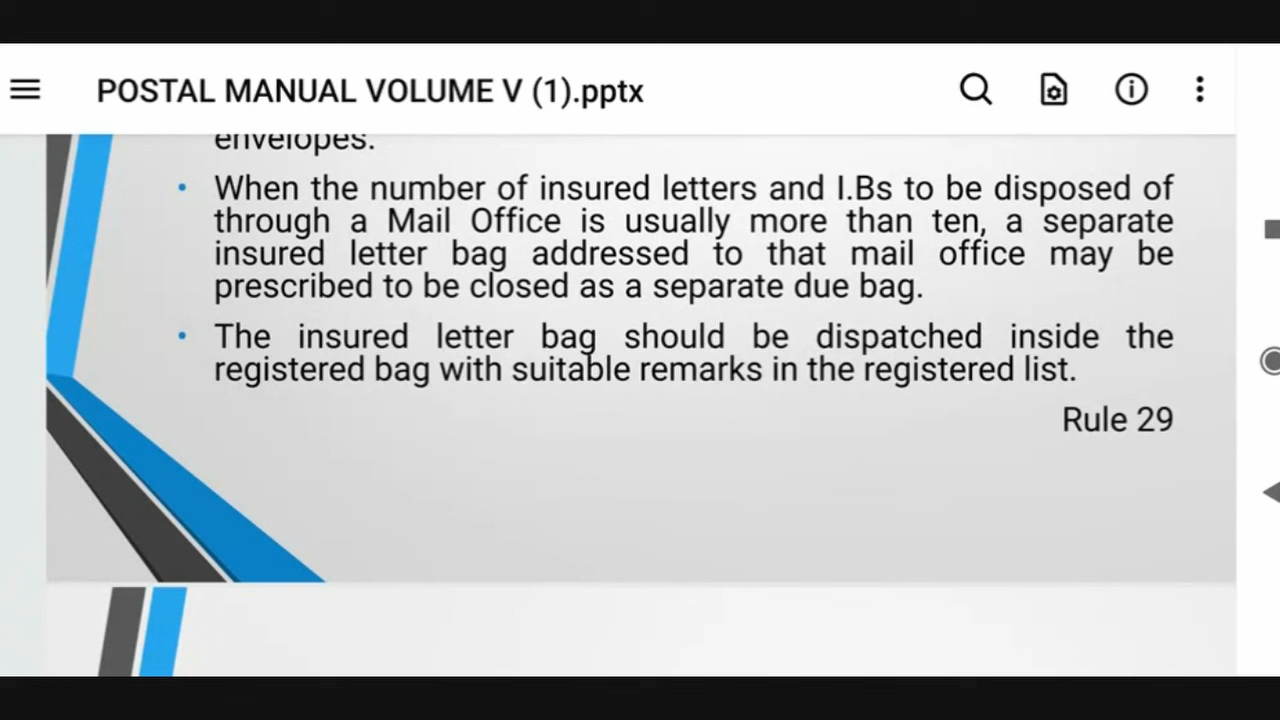 POSTAL MANUAL VOLUME V (1).pptx
envelopes.
• When the number of insured letters and I.Bs to be disposed of
through a Mail Office is usually more than ten, a separate
insured letter bag addressed to that mail office may be
prescribed to be closed as a separate due bag.
• The insured letter bag should be dispatched inside the
registered bag with suitable remarks in the registered list.
Rule 29